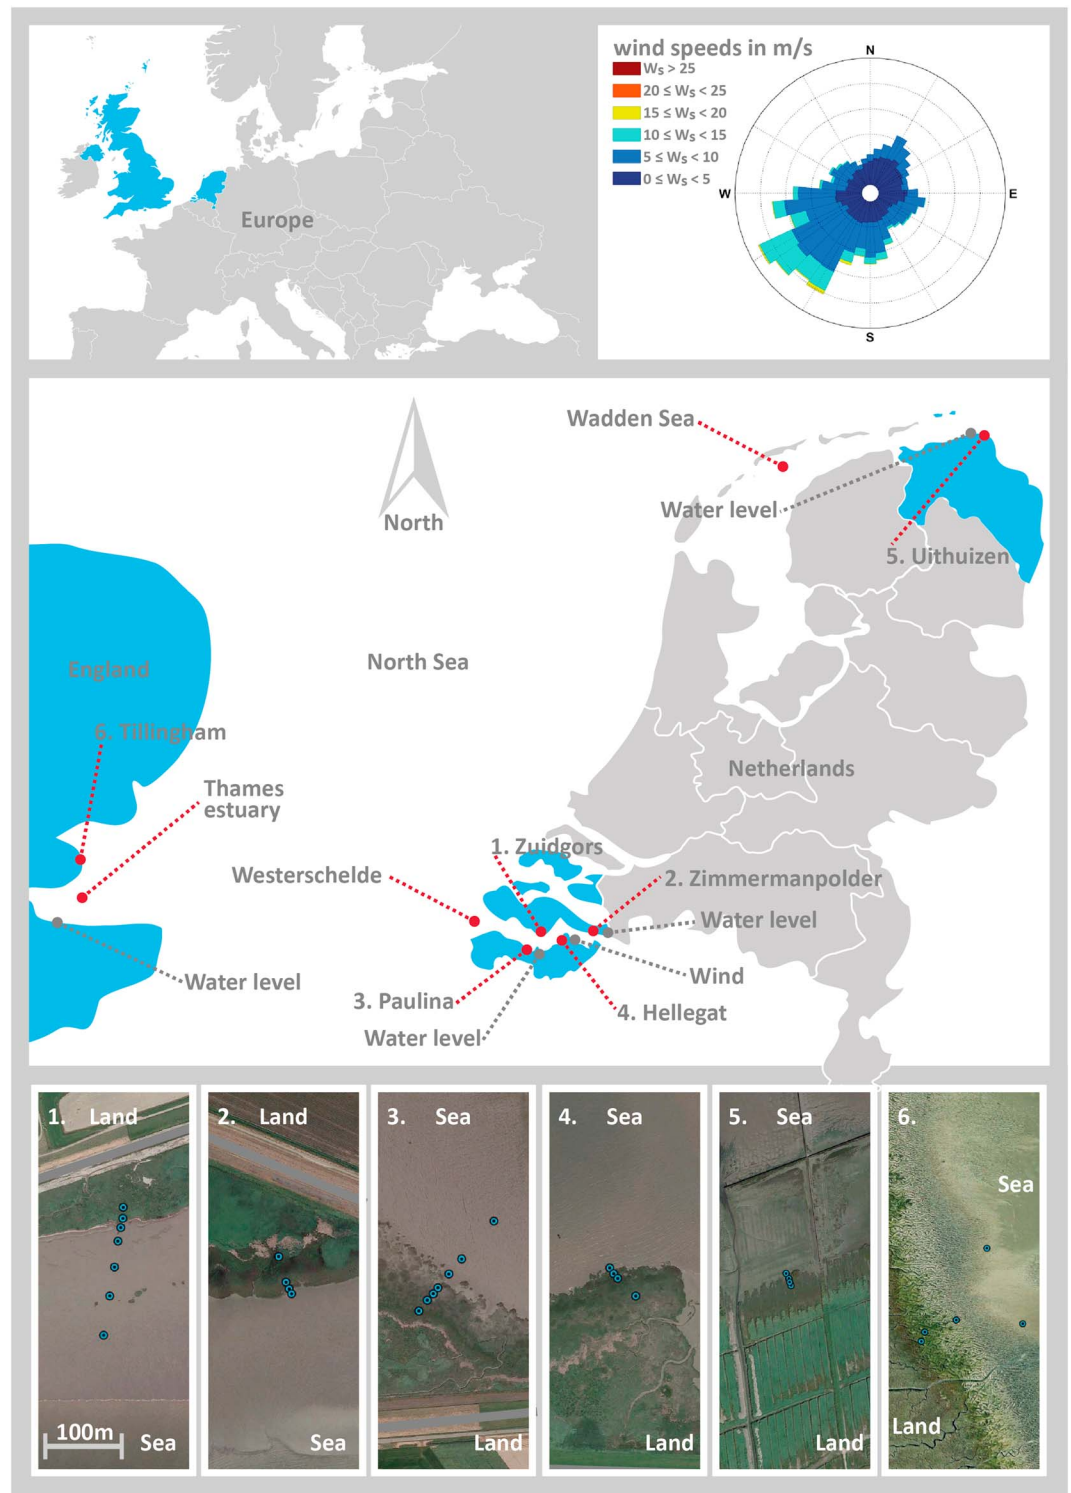 Europe
wind speeds in m/s
Ws > 25
20 ≤ Ws < 25
15 ≤ Ws < 20
10 ≤ Ws < 15
5 ≤ Ws < 10
0 ≤ Ws < 5
N
W
E
S
Wadden Sea
Water level
North
5. Uithuizen
England
North Sea
6. Tillingham
Netherlands
Thames
estuary
1. Zuidgors
Westerschelde
2. Zimmermanpolder
Water level
Wind
Water level
3. Paulina
4. Hellegat
Water level
1. Land
100m
Sea
2. Land
Sea
3. Sea
Land
4. Sea
Land
5. Sea
Land
6.
Sea
Land